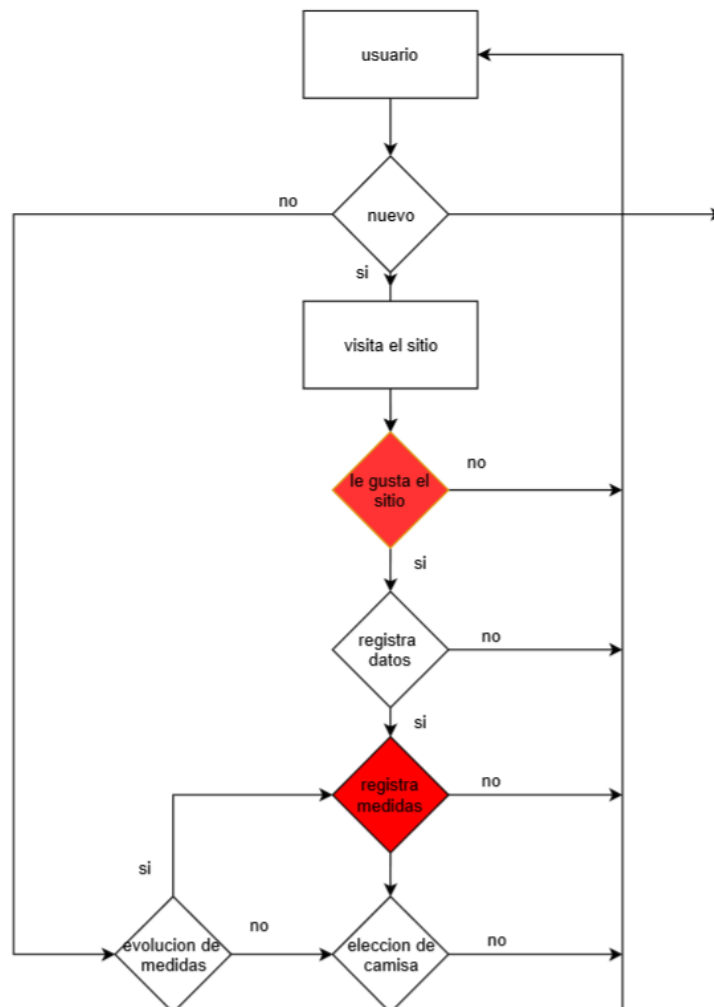 usuario
no
nuevo
si
visita el sitio
le gusta el
sitio
no
si
registra
datos
no
si
registra
medidas
no
si
evolucion de
medidas
no
eleccion de
camisa
no